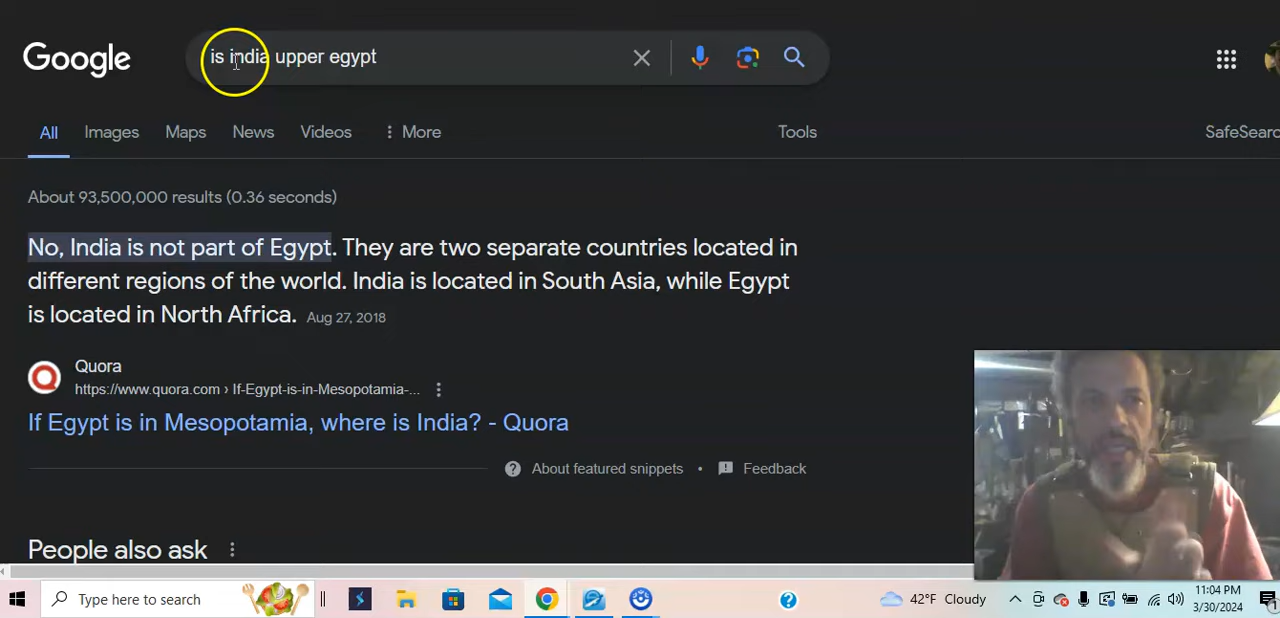 Google
is india upper egypt
All Images Maps News Videos More Tools SafeSearc
About 93,500,000 results (0.36 seconds)
No, India is not part of Egypt. They are two separate countries located in
different regions of the world. India is located in South Asia, while Egypt
is located in North Africa. Aug 27, 2018
Quora
https://www.quora.com › If-Egypt-is-in-Mesopotamia-...
If Egypt is in Mesopotamia, where is India? - Quora
About featured snippets • Feedback
People also ask
Type here to search
42°F Cloudy
11:04 PM
3/30/2024